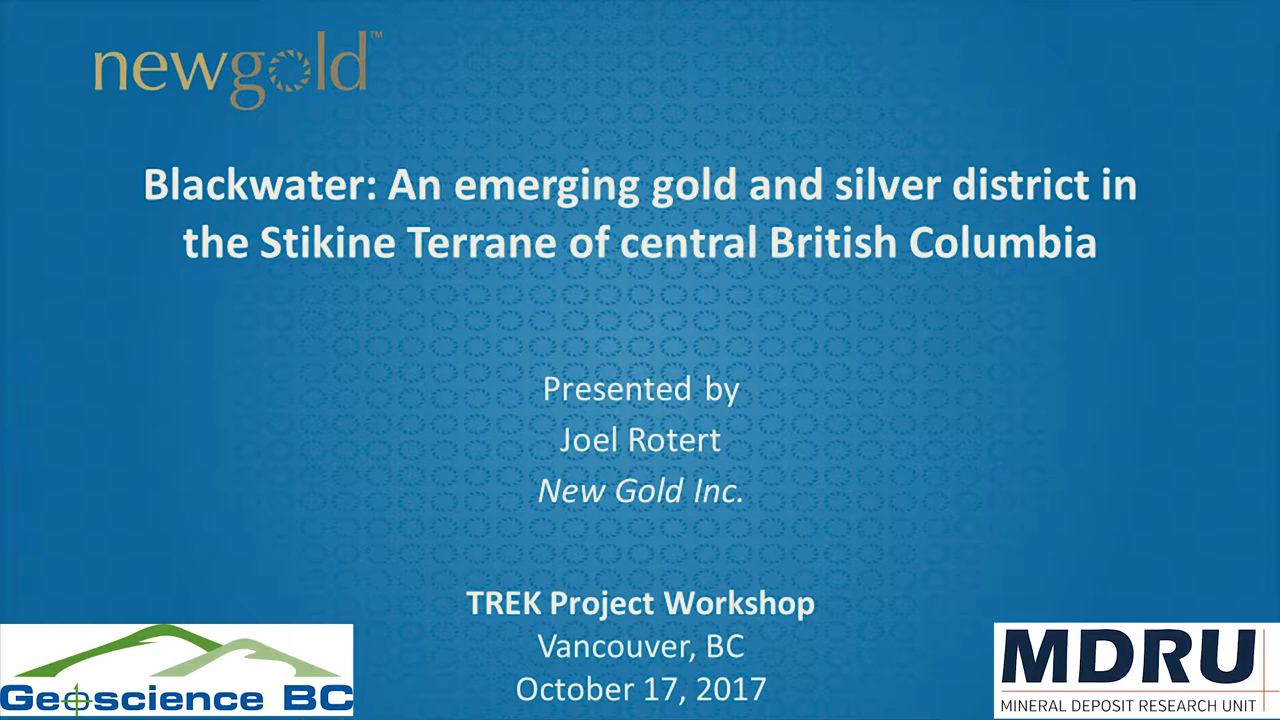 newgold™
Blackwater: An emerging gold and silver district in
the Stikine Terrane of central British Columbia
Presented by
Joel Rotert
New Gold Inc.
TREK Project Workshop
Vancouver, BC
October 17, 2017
Geoscience BC
MDRU
MINERAL DEPOSIT RESEARCH UNIT